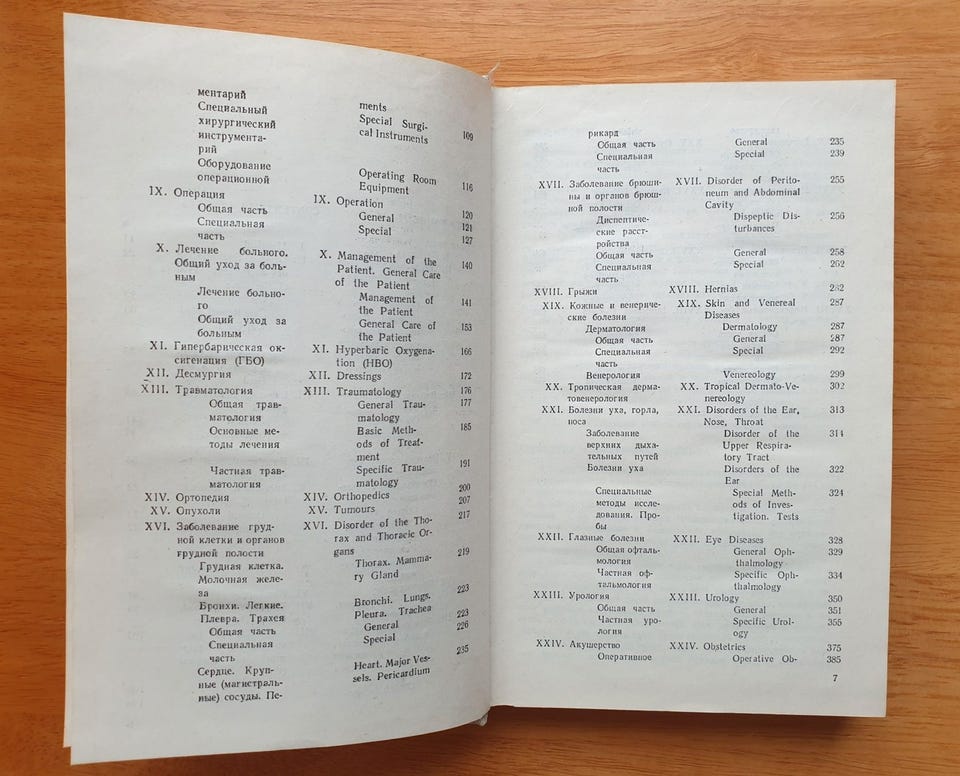 ментарий ments
Специальный Special Surgi-
хирургический cal Instruments 109
инструмента-
рий
Оборудование Operating Room
операционной Equipment 116
IX. Операция IX. Operation 120
Общая часть General 121
Специальная Special 127
часть
X. Лечение больного. X. Management of the 140
Общий уход за боль- Patient. General Care
ным of the Patient
Лечение больно- Management of 141
го the Patient
Общий уход за General Care of 153
больным the Patient
XI. Гипербарическая ок- XI. Hyperbaric Oxygena- 166
сигенация (ГБО) tion (HBO)
XII. Десмургия XII. Dressings 172
XIII. Травматология XIII. Traumatology 176
Общая трав- General Trau- 177
матология matology
Основные ме- Basic Meth- 185
тоды лечения ods of Treat-
ment
Частная трав- Specific Trau- 191
матология matology
XIV. Ортопедия XIV. Orthopedics 200
XV. Опухоли XV. Tumours 207
XVI. Заболевание груд- XVI. Disorder of the Tho- 217
ной клетки и органов rax and Thoracic Or-
грудной полости gans
Грудная клетка. Thorax. Mamma- 219
Молочная желе- ry Gland
за
Бронхи. Легкие. Bronchi. Lungs. 223
Плевра. Трахея Pleura. Trachea
Общая часть General 223
Специальная Special 226
часть
Сердце. Круп- Heart. Major Ves- 235
ные (магистраль- sels. Pericardium
ные) сосуды. Пе-
рикард
Общая часть General 235
Специальная Special 239
часть
XVII. Заболевание брюши- XVII. Disorder of Perito- 255
ны и органов брюш- neum and Abdominal
ной полости Cavity
Диспептиче- Dispeptic Dis- 256
ские расст- turbances
ройства
Общая часть General 258
Специальная Special 262
часть
XVIII. Грыжи XVIII. Hernias 282
XIX. Кожные и венериче- XIX. Skin and Venereal 287
ские болезни Diseases
Дерматология Dermatology 287
Общая часть General 287
Специальная Special 292
часть
Венерология Venereology 299
XX. Тропическая дерма- XX. Tropical Dermato-Ve- 302
товенерология nereology
XXI. Болезни уха, горла, XXI. Disorders of the Ear, 313
носа Nose, Throat
Заболевание Disorder of the 314
верхних дыха- Upper Respira-
тельных путей tory Tract
Болезни уха Disorders of the 322
Ear
Специальные Special Meth- 324
методы иссле- ods of Inves-
дования. Про- tigation. Tests
бы
XXII. Глазные болезни XXII. Eye Diseases 328
Общая офталь- General Oph- 329
мология thalmology
Частная оф- Specific Oph- 334
тальмология thalmology
XXIII. Урология XXIII. Urology 350
Общая часть General 351
Частная уро- Specific Urol- 355
логия ogy
XXIV. Акушерство XXIV. Obstetrics 375
Оперативное Operative Ob- 385
7